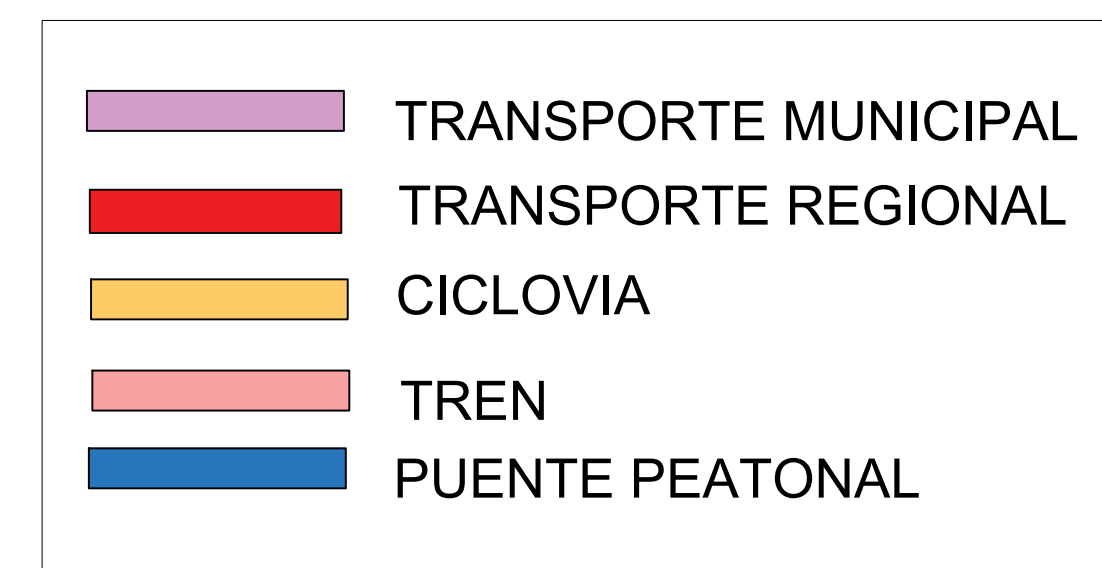 TRANSPORTE MUNICIPAL
TRANSPORTE REGIONAL
CICLOVIA
TREN
PUENTE PEATONAL